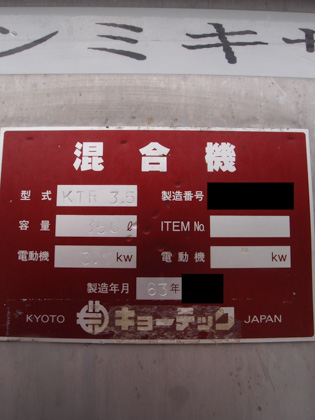 ンミキサ
混合機
型式 KTR 3.5 製造番号
容量 ℓ ITEM No.
電動機 kw 電動機 kw
製造年月 63年
KYOTO キョーテック JAPAN